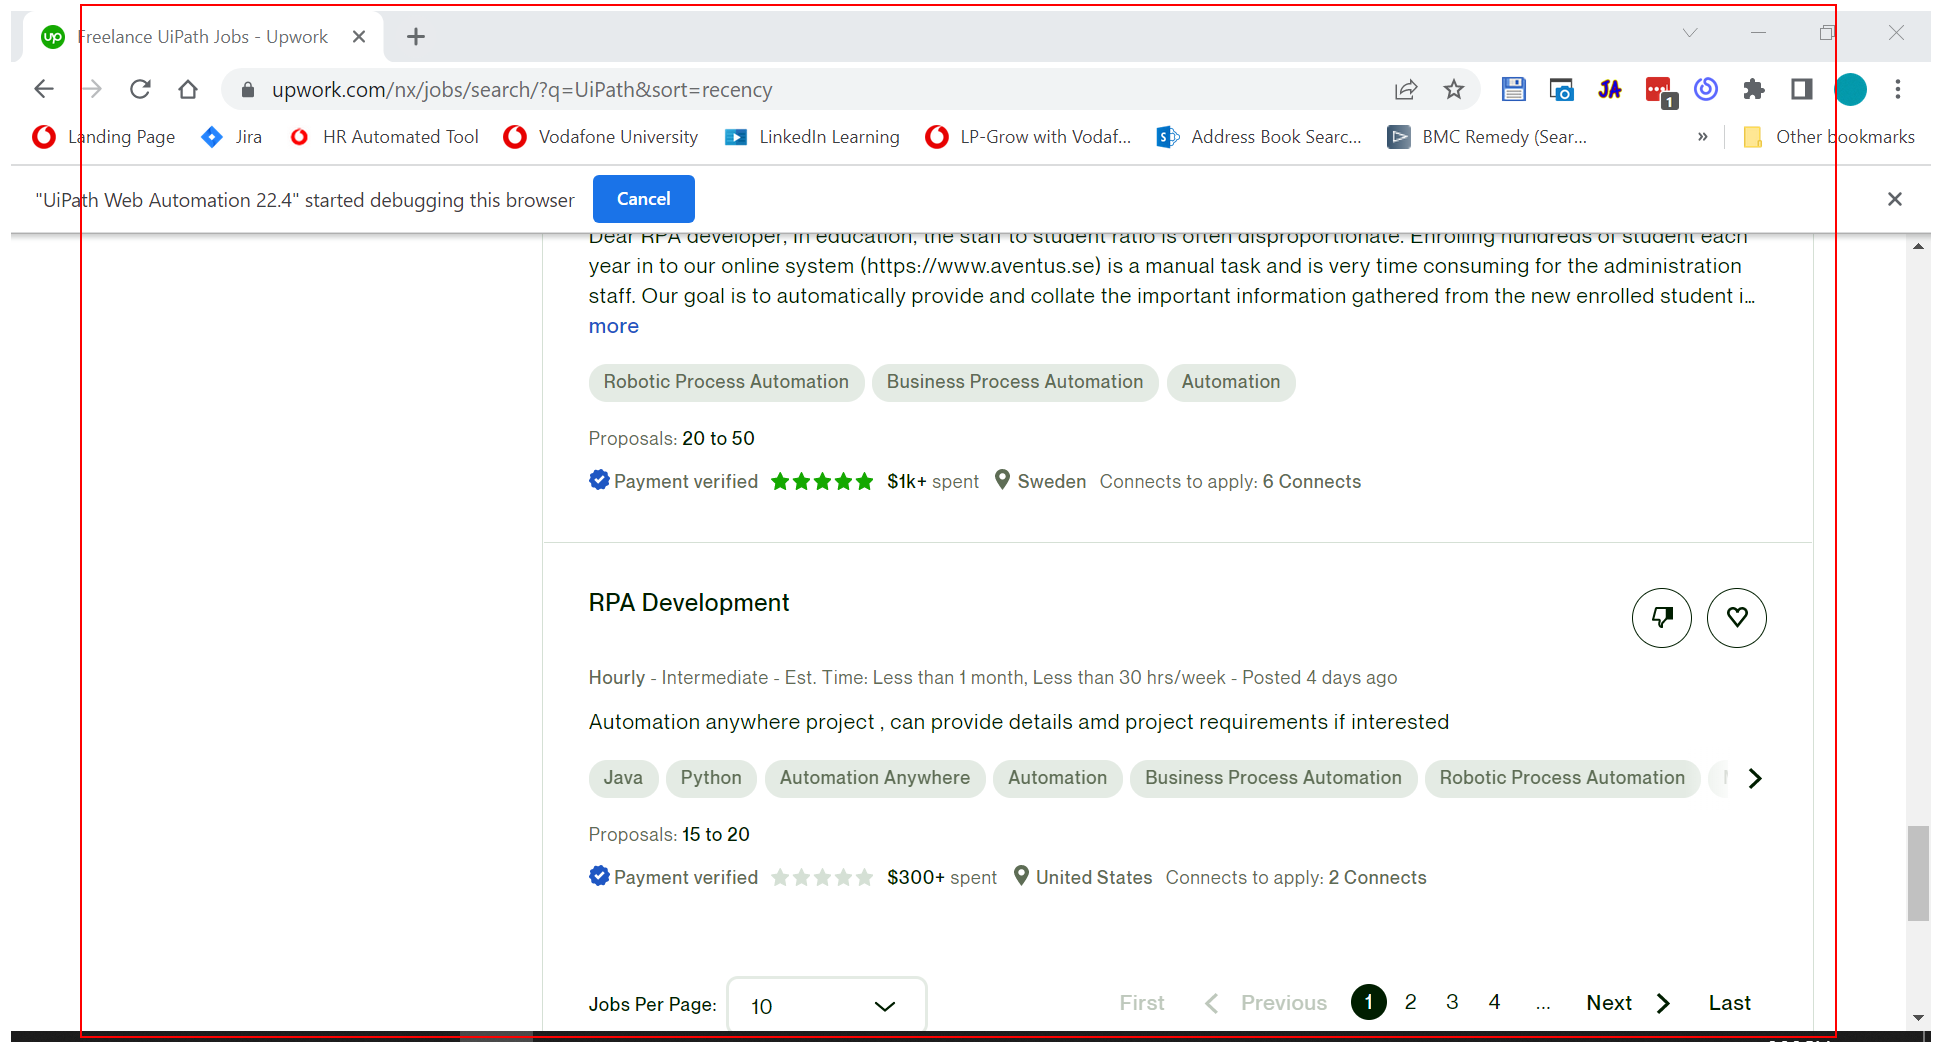 up Freelance UiPath Jobs - Upwork
upwork.com/nx/jobs/search/?q=UiPath&sort=recency
JA
1
Landing Page Jira HR Automated Tool Vodafone University LinkedIn Learning LP-Grow with Vodaf... Address Book Searc... BMC Remedy (Sear... » Other bookmarks
"UiPath Web Automation 22.4" started debugging this browser Cancel
Dear RPA developer, in education, the staff to student ratio is often disproportionate. Enrolling hundreds of student each
year in to our online system (https://www.aventus.se) is a manual task and is very time consuming for the administration
staff. Our goal is to automatically provide and collate the important information gathered from the new enrolled student i...
more
Robotic Process Automation Business Process Automation Automation
Proposals: 20 to 50
Payment verified $1k+ spent Sweden Connects to apply: 6 Connects
RPA Development
Hourly - Intermediate - Est. Time: Less than 1 month, Less than 30 hrs/week - Posted 4 days ago
Automation anywhere project , can provide details amd project requirements if interested
Java Python Automation Anywhere Automation Business Process Automation Robotic Process Automation
Proposals: 15 to 20
Payment verified $300+ spent United States Connects to apply: 2 Connects
Jobs Per Page: 10 First Previous 1 2 3 4 ... Next Last